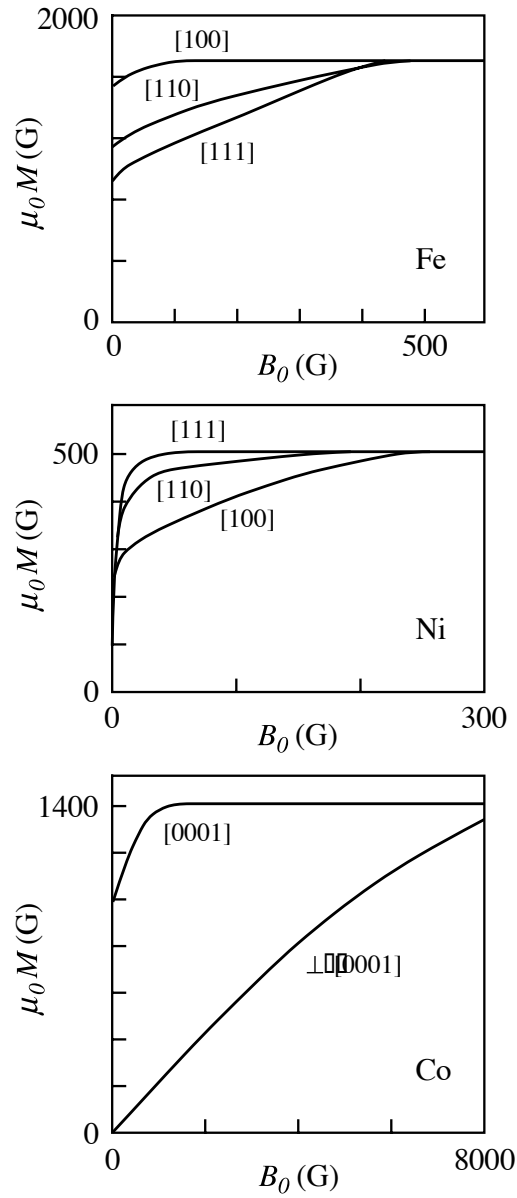 2000
[100]
[110]
[111]
μ₀M (G)
Fe
0
0
500
B₀ (G)
[111]
500
[110]
[100]
μ₀M (G)
Ni
0
0
300
B₀ (G)
1400
[0001]
μ₀M (G)
⊥▯▯[0001]
Co
0
0
8000
B₀ (G)